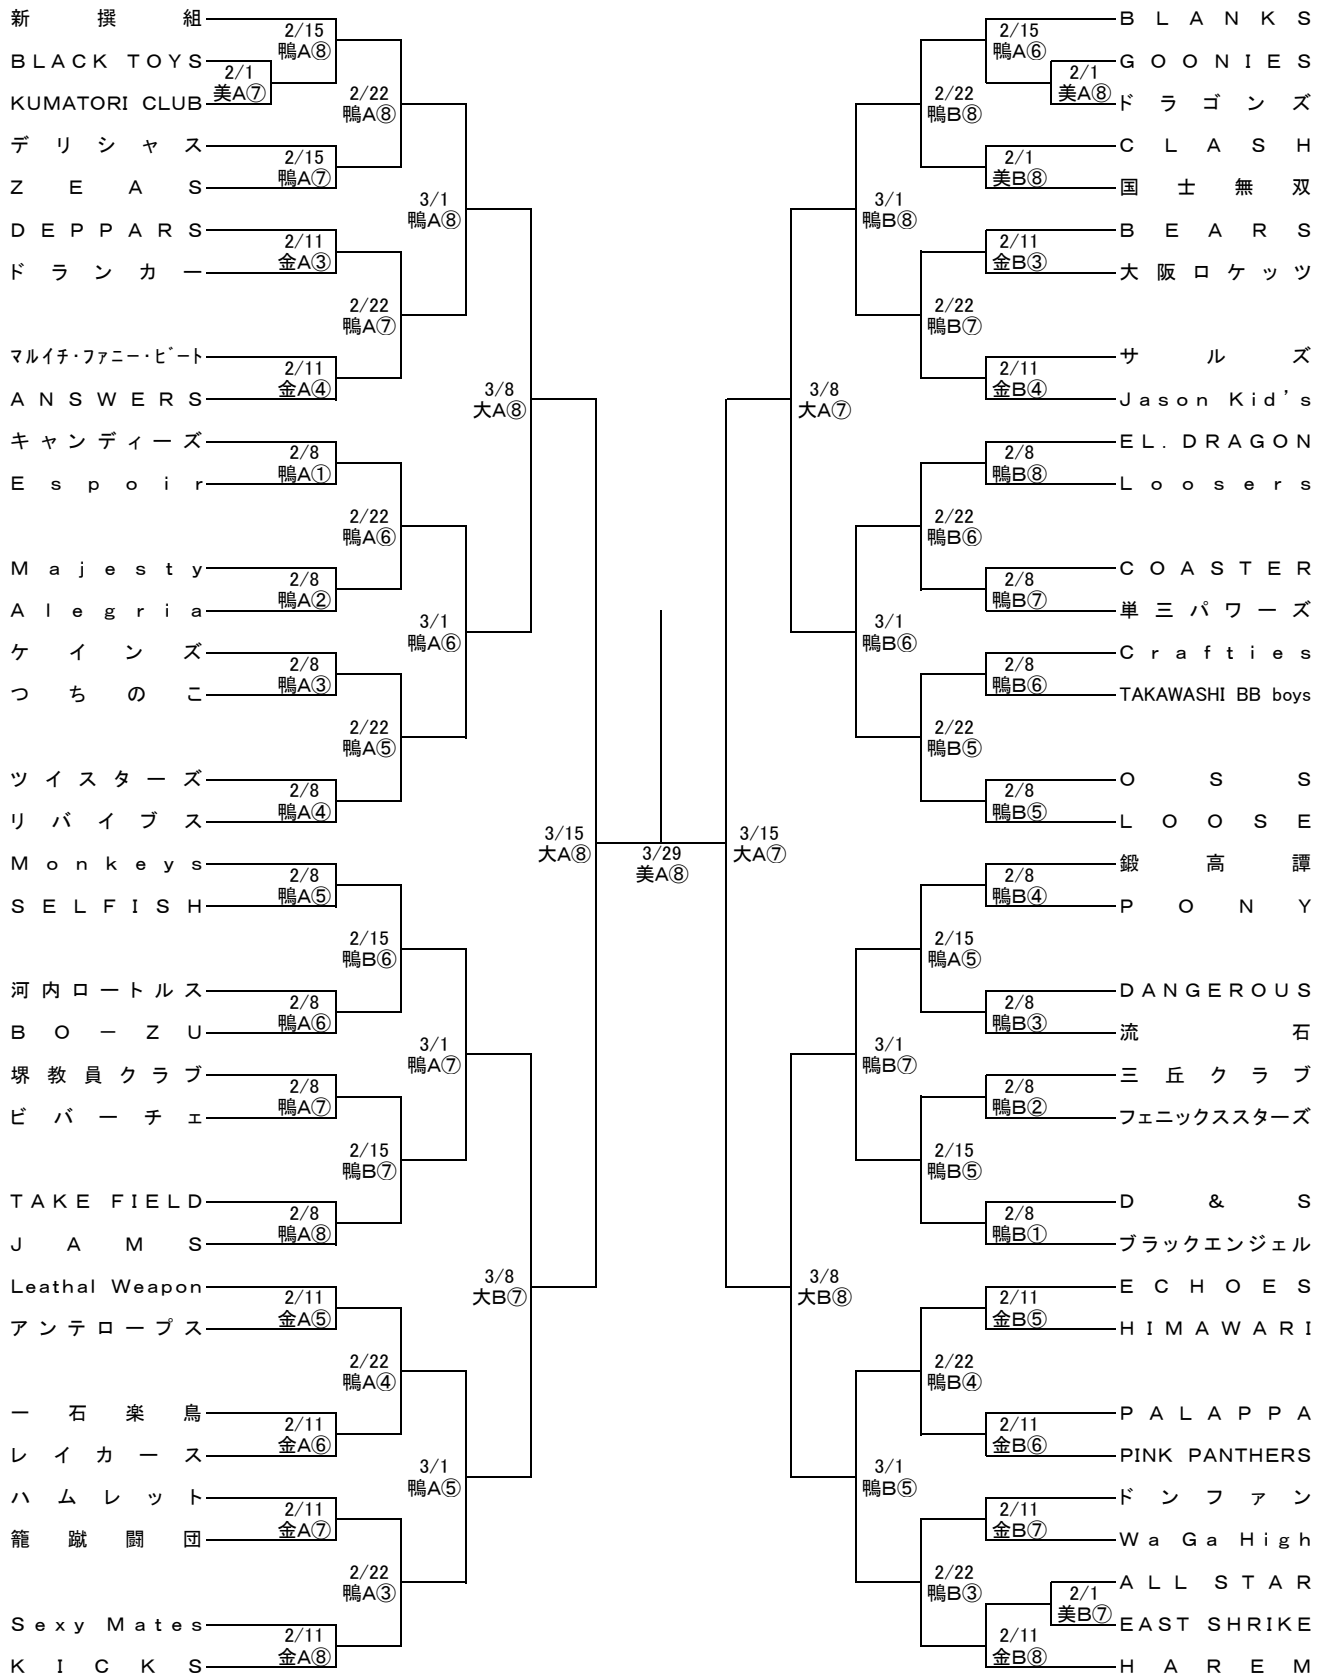 新撰組
BLACK TOYS
KUMATORI CLUB
デリシャス
ZEAS
DEPPARS
ドランカー
マルイチ・ファニー・ビート
ANSWERS
キャンディーズ
Espoir
Majesty
Alegria
ケインズ
つちのこ
ツイスターズ
リバイブス
Monkeys
SELFISH
河内ロートルス
BO－ZU
堺教員クラブ
ビバーチェ
TAKE FIELD
JAMS
Leathal Weapon
アンテロープス
一石楽鳥
レイカース
ハムレット
籠蹴闘団
Sexy Mates
KICKS
2/1
美A⑦
2/15
鴨A⑧
2/15
鴨A⑦
2/11
金A③
2/11
金A④
2/8
鴨A①
2/8
鴨A②
2/8
鴨A③
2/8
鴨A④
2/8
鴨A⑤
2/8
鴨A⑥
2/8
鴨A⑦
2/8
鴨A⑧
2/11
金A⑤
2/11
金A⑥
2/11
金A⑦
2/11
金A⑧
2/22
鴨A⑧
2/22
鴨A⑦
2/22
鴨A⑥
2/22
鴨A⑤
2/15
鴨B⑥
2/15
鴨B⑦
2/22
鴨A④
2/22
鴨A③
3/1
鴨A⑧
3/1
鴨A⑥
3/1
鴨A⑦
3/1
鴨A⑤
3/8
大A⑧
3/8
大B⑦
3/15
大A⑧
3/29
美A⑧
3/15
大A⑦
3/8
大A⑦
3/8
大B⑧
3/1
鴨B⑧
3/1
鴨B⑥
3/1
鴨B⑦
3/1
鴨B⑤
2/22
鴨B⑧
2/22
鴨B⑦
2/22
鴨B⑥
2/22
鴨B⑤
2/15
鴨A⑤
2/15
鴨B⑤
2/22
鴨B④
2/22
鴨B③
2/15
鴨A⑥
2/1
美A⑧
2/1
美B⑧
2/11
金B③
2/11
金B④
2/8
鴨B⑧
2/8
鴨B⑦
2/8
鴨B⑥
2/8
鴨B⑤
2/8
鴨B④
2/8
鴨B③
2/8
鴨B②
2/8
鴨B①
2/11
金B⑤
2/11
金B⑥
2/11
金B⑦
2/1
美B⑦
2/11
金B⑧
BLANKS
GOONIES
ドラゴンズ
CLASH
国士無双
BEARS
大阪ロケッツ
サルズ
Jason Kid's
EL.DRAGON
Loosers
COASTER
単三パワーズ
Crafties
TAKAWASHI BB boys
OSS
LOOSE
鍛高譚
PONY
DANGEROUS
流石
三丘クラブ
フェニックススターズ
D&S
ブラックエンジェル
ECHOES
HIMAWARI
PALAPPA
PINK PANTHERS
ドンファン
Wa Ga High
ALL STAR
EAST SHRIKE
HAREM